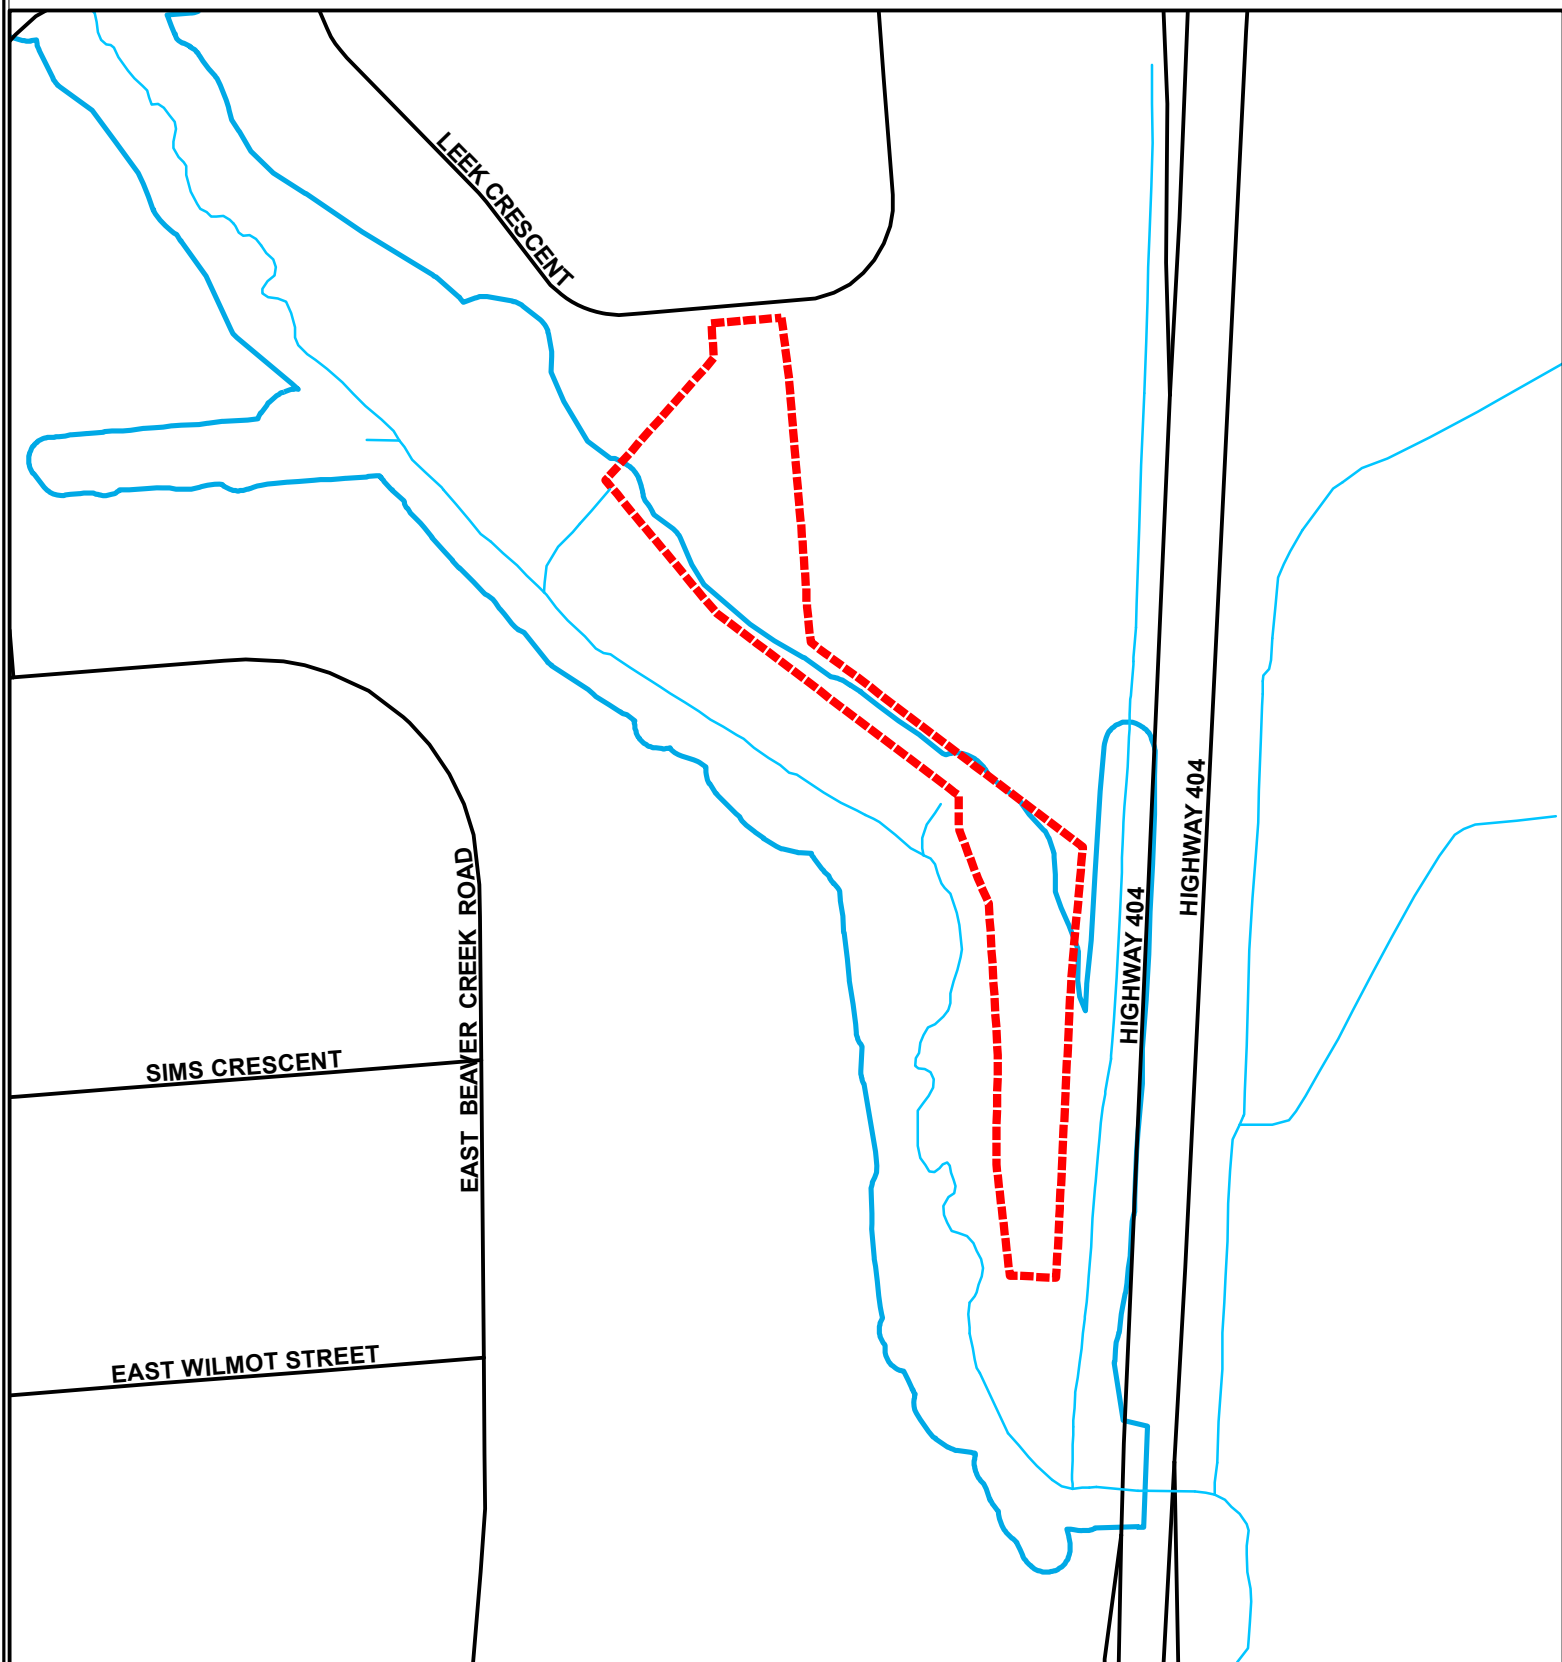 LEEK CRESCENT
HIGHWAY 404
HIGHWAY 404
EAST BEAVER CREEK ROAD
SIMS CRESCENT
EAST WILMOT STREET